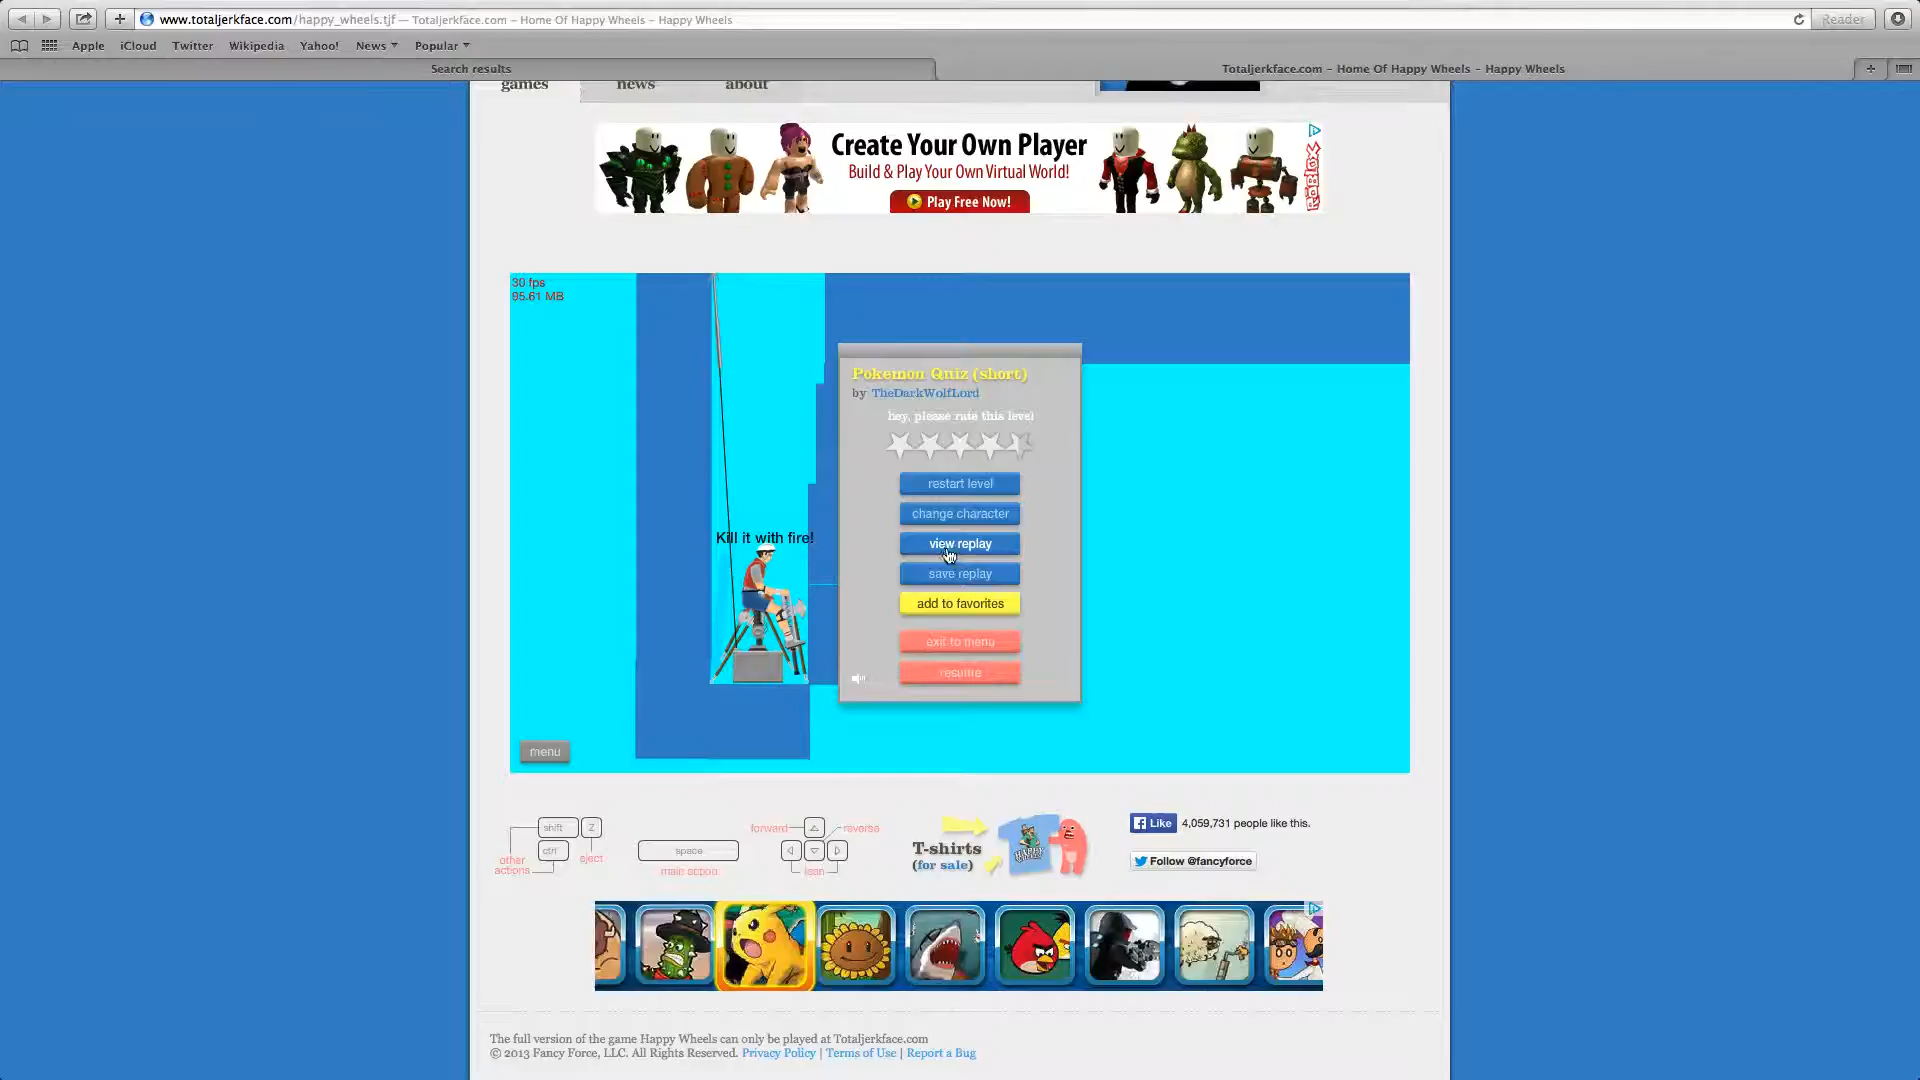 www.totaljerkface.com/happy_wheels.tjf — Totaljerkface.com – Home Of Happy Wheels – Happy Wheels
Reader
Apple iCloud Twitter Wikipedia Yahoo! News Popular
Search results
Totaljerkface.com – Home Of Happy Wheels – Happy Wheels
games news about
Create Your Own Player
Build & Play Your Own Virtual World!
Play Free Now!
ROBLOX
30 fps
95.61 MB
Pokemon Quiz (short)
by TheDarkWolfLord
hey, please rate this level
restart level
change character
view replay
save replay
add to favorites
exit to menu
resume
Kill it with fire!
menu
shift Z
ctrl
other actions
eject
space
main action
forward reverse
lean
T-shirts
(for sale)
HAPPY WHEELS
Like 4,059,731 people like this.
Follow @fancyforce
The full version of the game Happy Wheels can only be played at Totaljerkface.com
© 2013 Fancy Force, LLC. All Rights Reserved. Privacy Policy | Terms of Use | Report a Bug